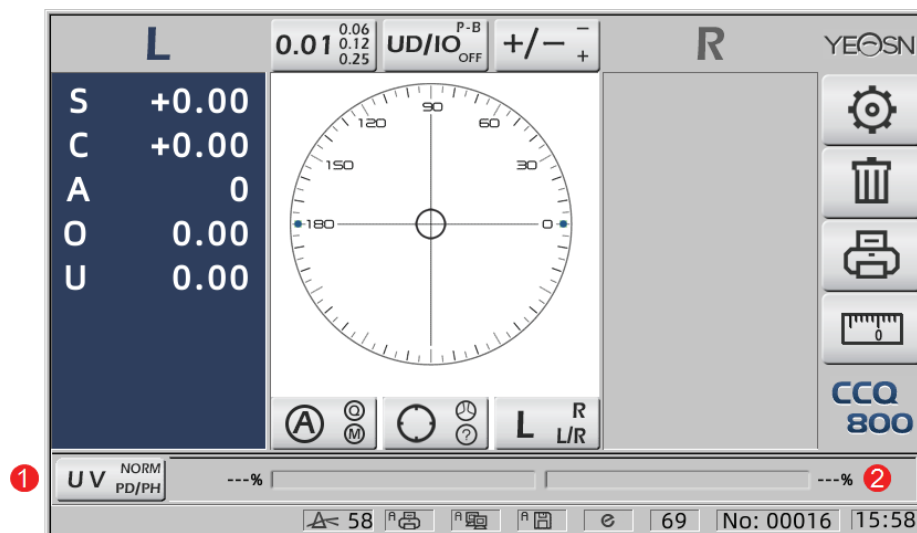 L
0.01 0.06 0.12 0.25
UD/IO P-B OFF
+/− − +
R
YEOSN
S +0.00
C +0.00
A 0
O 0.00
U 0.00
90
120 60
150 30
180 0
0
A Q M
?
L R L/R
CCQ
800
1
UV NORM PD/PH
---%
---%
2
58
A
A
A
e
69
No: 00016
15:58